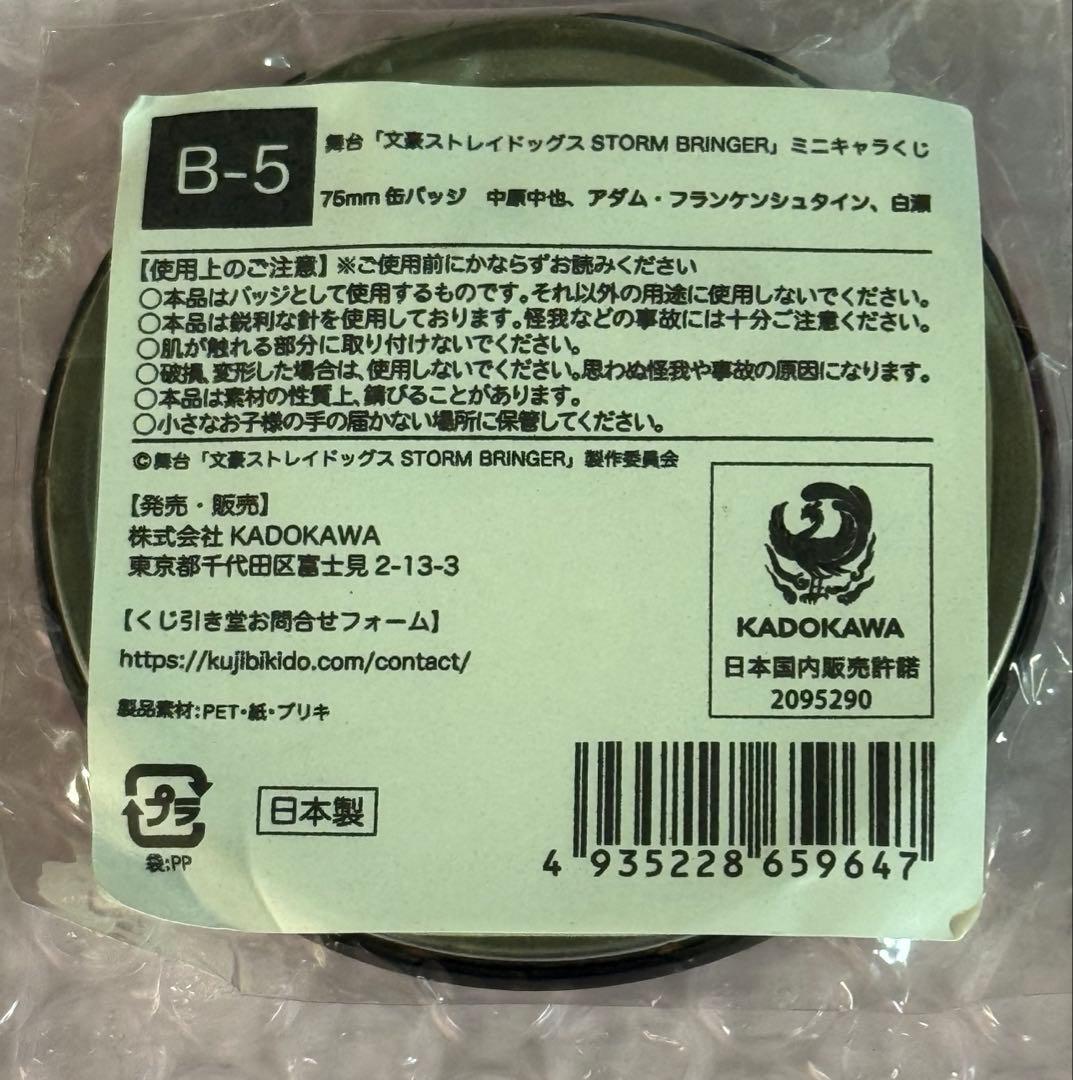 B-5
舞台「文豪ストレイドッグス STORM BRINGER」ミニキャラくじ
75mm 缶バッジ 中原中也、アダム・フランケンシュタイン、白瀬
【使用上のご注意】※ご使用前にかならずお読みください
○本品はバッジとして使用するものです。それ以外の用途に使用しないでください。
○本品は鋭利な針を使用しております。怪我などの事故には十分ご注意ください。
○肌が触れる部分に取り付けないでください。
○破損、変形した場合は、使用しないでください。思わぬ怪我や事故の原因になります。
○本品は素材の性質上、錆びることがあります。
○小さなお子様の手の届かない場所に保管してください。
©舞台「文豪ストレイドッグス STORM BRINGER」製作委員会
【発売・販売】
株式会社 KADOKAWA
東京都千代田区富士見 2-13-3
【くじ引き堂お問合せフォーム】
https://kujibikido.com/contact/
製品素材:PET・紙・ブリキ
KADOKAWA
日本国内販売許諾
2095290
プラ
袋:PP
日本製
4 935228 659647